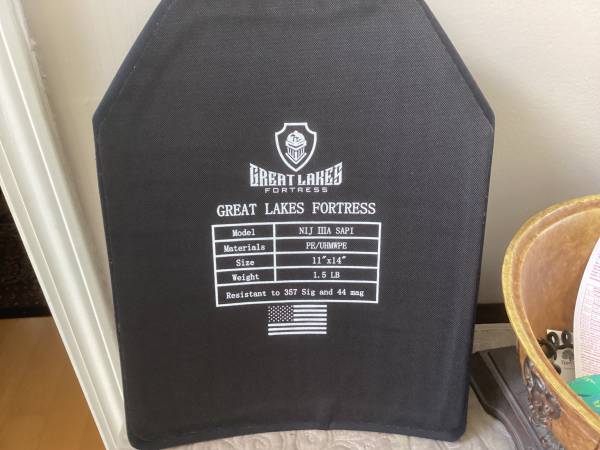 GREAT LAKES
FORTRESS
GREAT LAKES FORTRESS
Model NIJ IIIA SAPI
Materials PE/UHMWPE
Size 11"x14"
Weight 1.5 LB
Resistant to 357 Sig and 44 mag